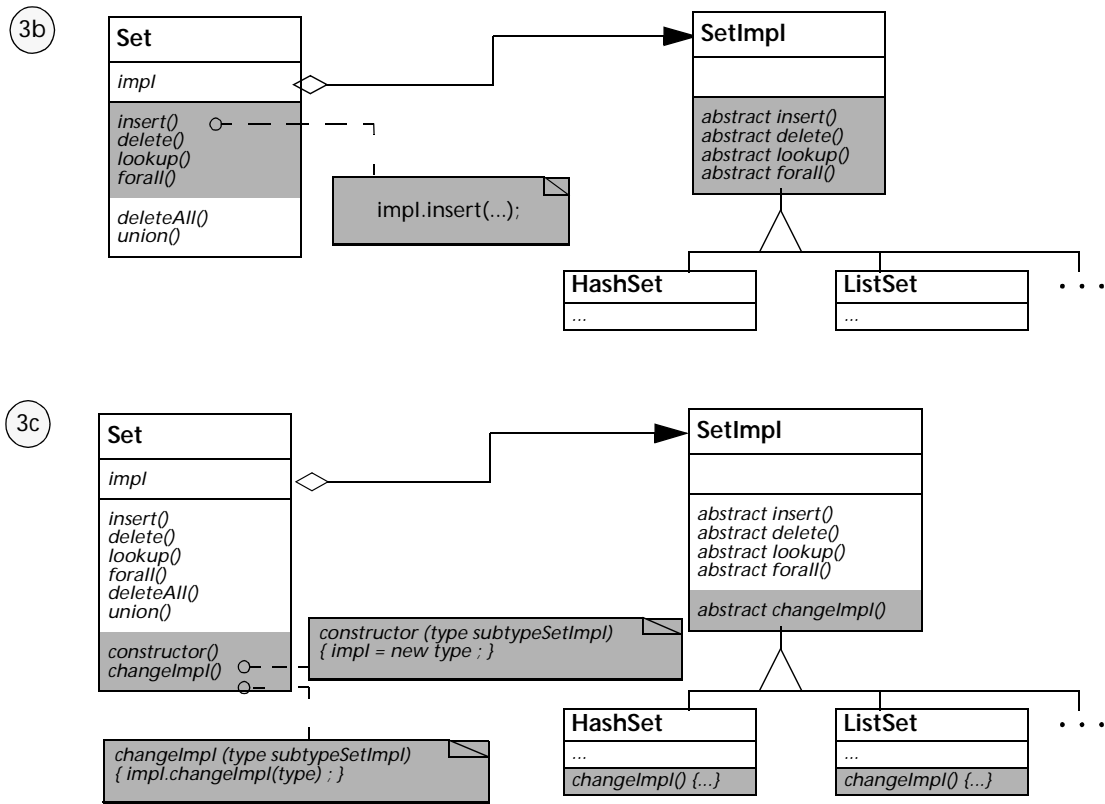 3b
Set
impl
insert()
delete()
lookup()
forall()
deleteAll()
union()
impl.insert(...);
SetImpl
abstract insert()
abstract delete()
abstract lookup()
abstract forall()
HashSet
...
ListSet
...
. . .
3c
Set
impl
insert()
delete()
lookup()
forall()
deleteAll()
union()
constructor()
changeImpl()
constructor (type subtypeSetImpl)
{ impl = new type ; }
changeImpl (type subtypeSetImpl)
{ impl.changeImpl(type) ; }
SetImpl
abstract insert()
abstract delete()
abstract lookup()
abstract forall()
abstract changeImpl()
HashSet
...
changeImpl() {...}
ListSet
...
changeImpl() {...}
. . .